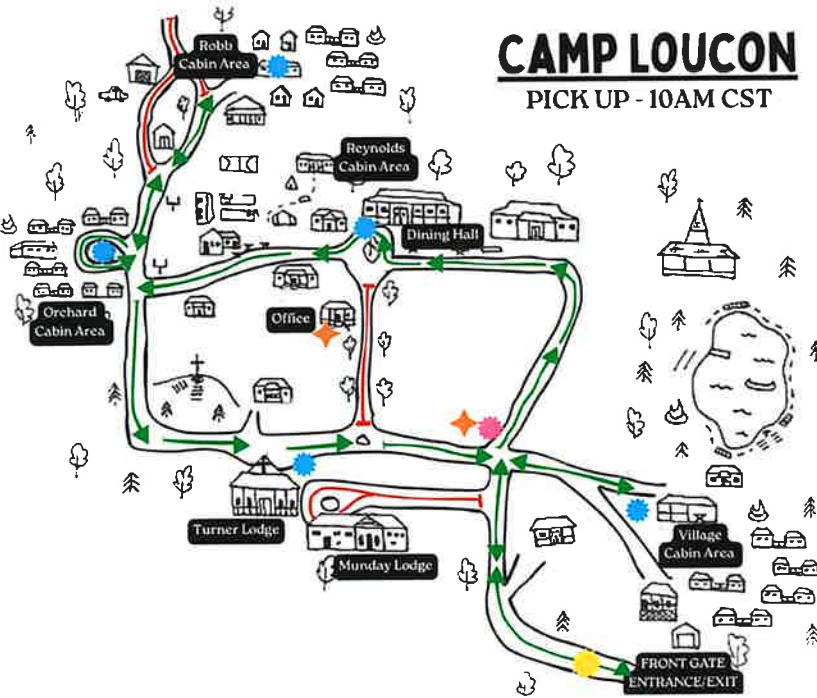 CAMP LOUCON
PICK UP - 10AM CST
Robb
Cabin Area
Reynolds
Cabin Area
Dining Hall
Orchard
Cabin Area
Office
Turner Lodge
Munday Lodge
Village
Cabin Area
FRONT GATE
ENTRANCE/EXIT